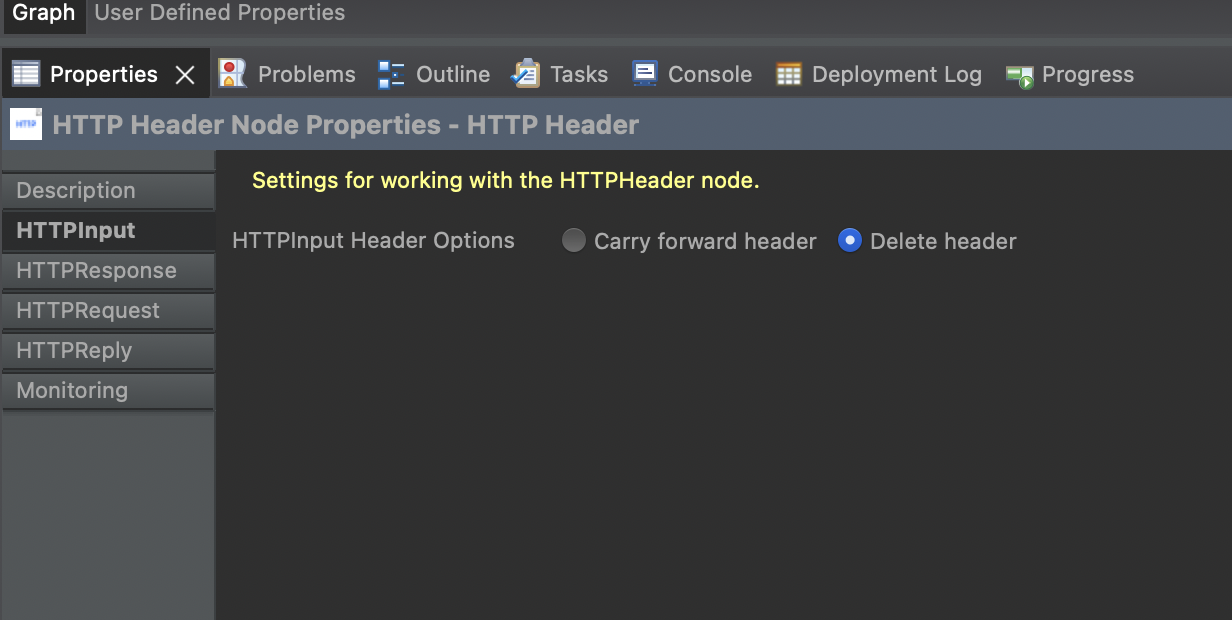 Graph User Defined Properties
Properties Problems Outline Tasks Console Deployment Log Progress
HTTP HTTP Header Node Properties - HTTP Header
Settings for working with the HTTPHeader node.
Description
HTTPInput
HTTPInput Header Options Carry forward header Delete header
HTTPResponse
HTTPRequest
HTTPReply
Monitoring